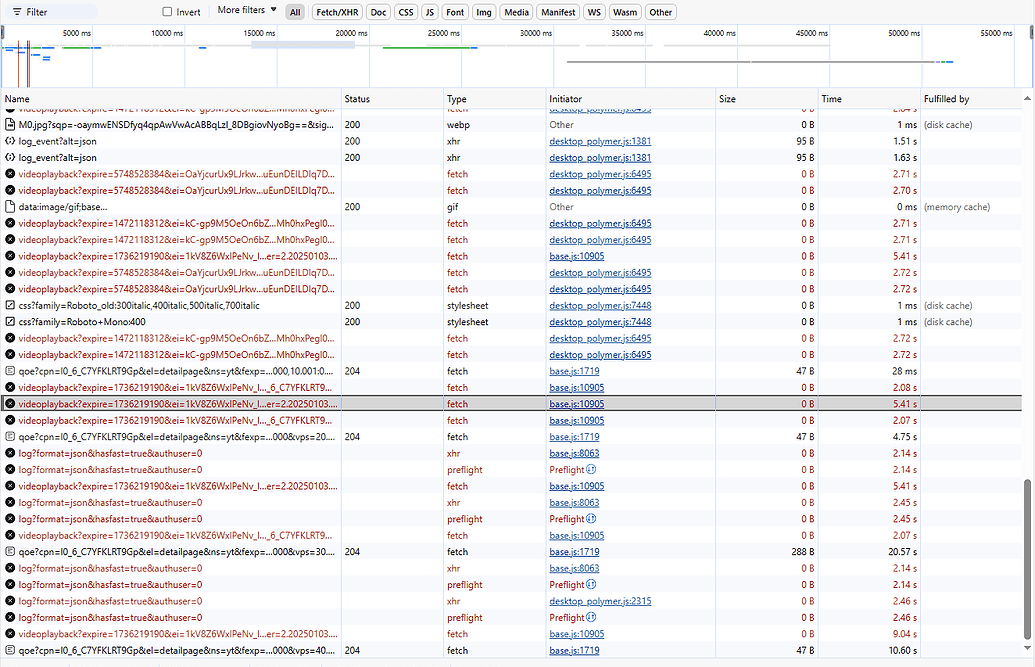 Filter Invert More filters All Fetch/XHR Doc CSS JS Font Img Media Manifest WS Wasm Other
5000 ms 10000 ms 15000 ms 20000 ms 25000 ms 30000 ms 35000 ms 40000 ms 45000 ms 50000 ms 55000 ms
Name Status Type Initiator Size Time Fulfilled by
videoplayback?expire=1472118312&ei=kC-gp9M5OeOn6bZ...Mh0hxPegI0... fetch desktop_polymer.js:6495 0 B 2.64 s
M0.jpg?sqp=-oaymwENSDfyq4qpAwVwAcABBqLzl_8DBgiovNyoBg==&sig... 200 webp Other 0 B 1 ms (disk cache)
log_event?alt=json 200 xhr desktop_polymer.js:1381 95 B 1.51 s
log_event?alt=json 200 xhr desktop_polymer.js:1381 95 B 1.63 s
videoplayback?expire=5748528384&ei=OaYjcurUx9LJrkw...uEunDEILDIq7D... fetch desktop_polymer.js:6495 0 B 2.71 s
videoplayback?expire=5748528384&ei=OaYjcurUx9LJrkw...uEunDEILDIq7D... fetch desktop_polymer.js:6495 0 B 2.70 s
data:image/gif;base... 200 gif Other 0 B 0 ms (memory cache)
videoplayback?expire=1472118312&ei=kC-gp9M5OeOn6bZ...Mh0hxPegI0... fetch desktop_polymer.js:6495 0 B 2.71 s
videoplayback?expire=1472118312&ei=kC-gp9M5OeOn6bZ...Mh0hxPegI0... fetch desktop_polymer.js:6495 0 B 2.71 s
videoplayback?expire=1736219190&ei=1kV8Z6WxIPeNv_I...er=2.20250103.... fetch base.js:10905 0 B 5.41 s
videoplayback?expire=5748528384&ei=OaYjcurUx9LJrkw...uEunDEILDIq7D... fetch desktop_polymer.js:6495 0 B 2.72 s
videoplayback?expire=5748528384&ei=OaYjcurUx9LJrkw...uEunDEILDIq7D... fetch desktop_polymer.js:6495 0 B 2.72 s
css?family=Roboto_old:300italic,400italic,500italic,700italic 200 stylesheet desktop_polymer.js:7448 0 B 1 ms (disk cache)
css?family=Roboto+Mono:400 200 stylesheet desktop_polymer.js:7448 0 B 1 ms (disk cache)
videoplayback?expire=1472118312&ei=kC-gp9M5OeOn6bZ...Mh0hxPegI0... fetch desktop_polymer.js:6495 0 B 2.72 s
videoplayback?expire=1472118312&ei=kC-gp9M5OeOn6bZ...Mh0hxPegI0... fetch desktop_polymer.js:6495 0 B 2.72 s
qoe?cpn=I0_6_C7YFKLRT9Gp&el=detailpage&ns=yt&fexp=...000,10.001:0.... 204 fetch base.js:1719 47 B 28 ms
videoplayback?expire=1736219190&ei=1kV8Z6WxIPeNv_I..._6_C7YFKLRT9... fetch base.js:10905 0 B 2.08 s
videoplayback?expire=1736219190&ei=1kV8Z6WxIPeNv_I...er=2.20250103.... fetch base.js:10905 0 B 5.41 s
videoplayback?expire=1736219190&ei=1kV8Z6WxIPeNv_I..._6_C7YFKLRT9... fetch base.js:10905 0 B 2.07 s
qoe?cpn=I0_6_C7YFKLRT9Gp&el=detailpage&ns=yt&fexp=...000&vps=20.... 204 fetch base.js:1719 47 B 4.75 s
log?format=json&hasfast=true&authuser=0 xhr base.js:8063 0 B 2.14 s
log?format=json&hasfast=true&authuser=0 preflight Preflight 0 B 2.14 s
videoplayback?expire=1736219190&ei=1kV8Z6WxIPeNv_I...er=2.20250103.... fetch base.js:10905 0 B 5.41 s
log?format=json&hasfast=true&authuser=0 xhr base.js:8063 0 B 2.45 s
log?format=json&hasfast=true&authuser=0 preflight Preflight 0 B 2.45 s
videoplayback?expire=1736219190&ei=1kV8Z6WxIPeNv_I..._6_C7YFKLRT9... fetch base.js:10905 0 B 2.07 s
qoe?cpn=I0_6_C7YFKLRT9Gp&el=detailpage&ns=yt&fexp=...000&vps=30.... 204 fetch base.js:1719 288 B 20.57 s
log?format=json&hasfast=true&authuser=0 xhr base.js:8063 0 B 2.14 s
log?format=json&hasfast=true&authuser=0 preflight Preflight 0 B 2.14 s
log?format=json&hasfast=true&authuser=0 xhr desktop_polymer.js:2315 0 B 2.46 s
log?format=json&hasfast=true&authuser=0 preflight Preflight 0 B 2.46 s
videoplayback?expire=1736219190&ei=1kV8Z6WxIPeNv_I...er=2.20250103.... fetch base.js:10905 0 B 9.04 s
qoe?cpn=I0_6_C7YFKLRT9Gp&el=detailpage&ns=yt&fexp=...000&vps=40.... 204 fetch base.js:1719 47 B 10.60 s